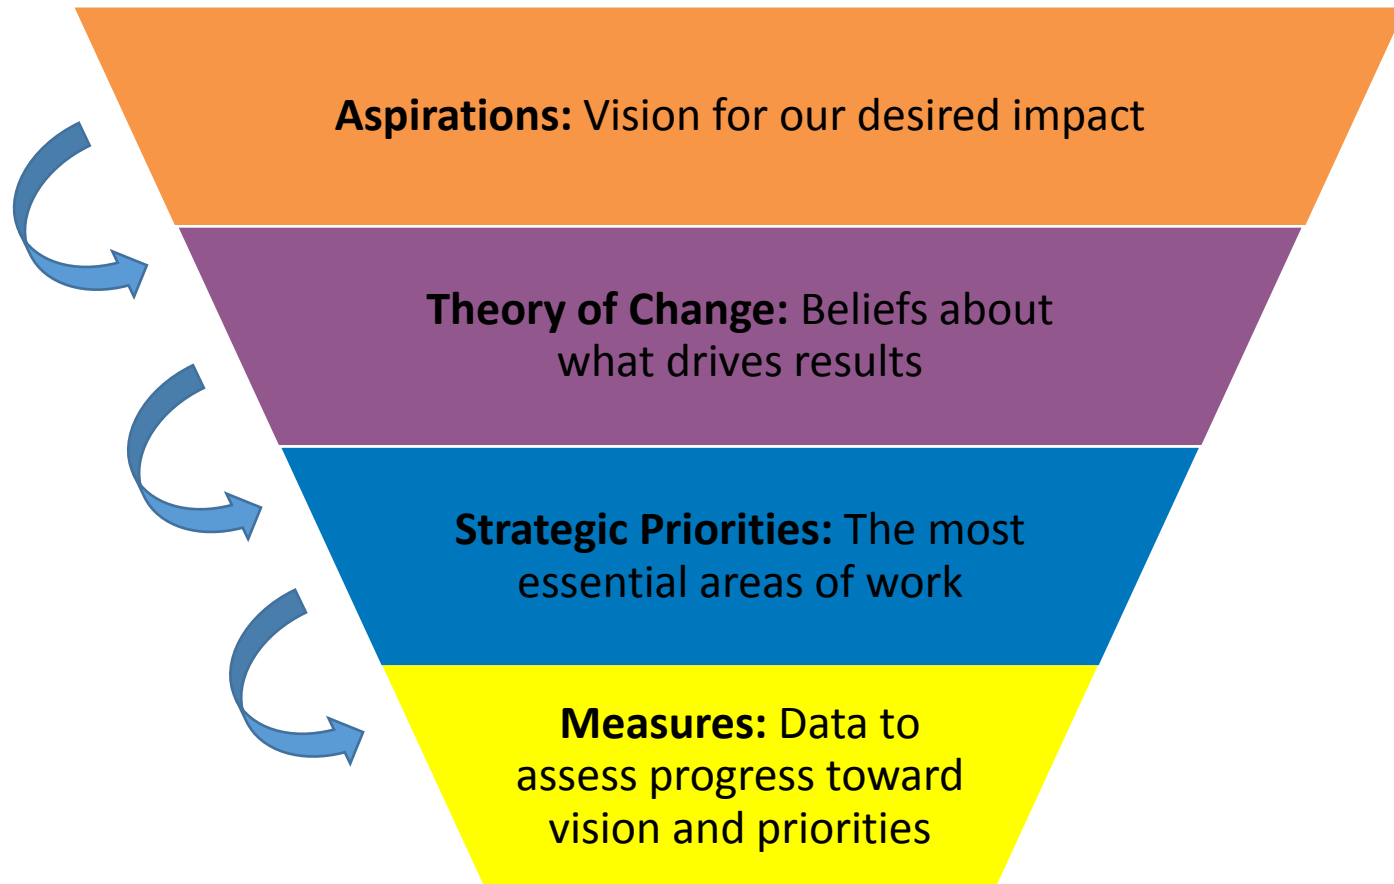 Aspirations: Vision for our desired impact
Theory of Change: Beliefs about
what drives results
Strategic Priorities: The most
essential areas of work
Measures: Data to
assess progress toward
vision and priorities